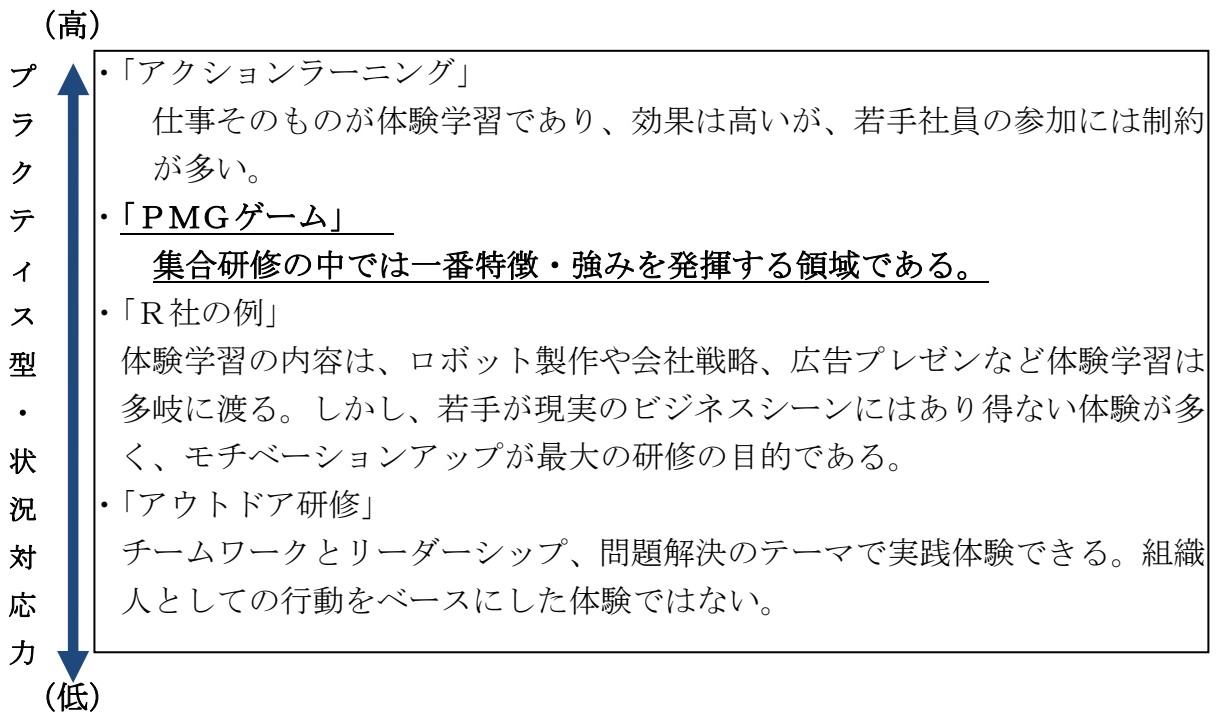 （高）
プラクティス型・状況対応力
・「アクションラーニング」
仕事そのものが体験学習であり、効果は高いが、若手社員の参加には制約
が多い。
・「ＰＭＧゲーム」
集合研修の中では一番特徴・強みを発揮する領域である。
・「Ｒ社の例」
体験学習の内容は、ロボット製作や会社戦略、広告プレゼンなど体験学習は
多岐に渡る。しかし、若手が現実のビジネスシーンにはあり得ない体験が多
く、モチベーションアップが最大の研修の目的である。
・「アウトドア研修」
チームワークとリーダーシップ、問題解決のテーマで実践体験できる。組織
人としての行動をベースにした体験ではない。
（低）